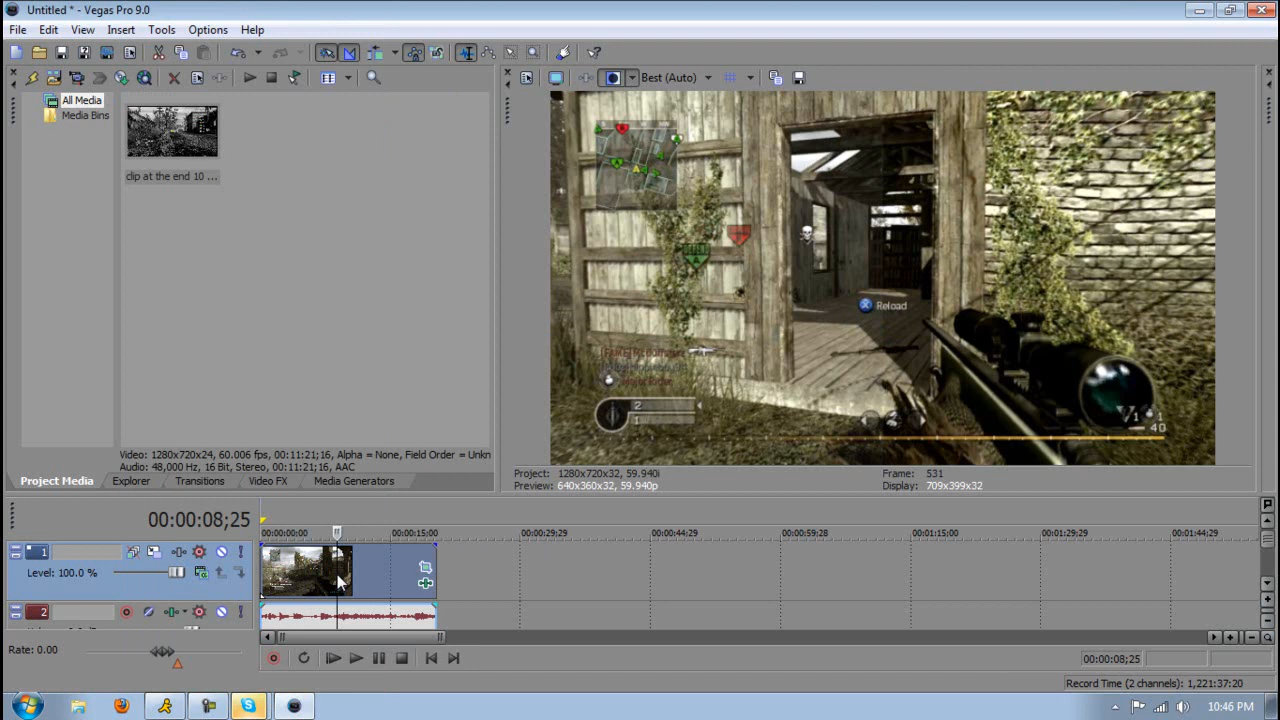 Untitled * - Vegas Pro 9.0
File Edit View Insert Tools Options Help
Best (Auto)
All Media
Media Bins
clip at the end 10 ...
Reload
2
1
1
40
Video: 1280x720x24, 60.006 fps, 00:11:21;16, Alpha = None, Field Order = Unkn
Audio: 48,000 Hz, 16 Bit, Stereo, 00:11:21;16, AAC
Project Media Explorer Transitions Video FX Media Generators
Project: 1280x720x32, 59.940i Frame: 531
Preview: 640x360x32, 59.940p Display: 709x399x32
00:00:08;25
00:00:00:00 00:00:15:00 00:00:29;29 00:00:44;29 00:00:59;28 00:01:15;00 00:01:29;29 00:01:44;29
1
Level: 100.0 %
2
Rate: 0.00
00:00:08;25
Record Time (2 channels): 1,221:37:20
10:46 PM